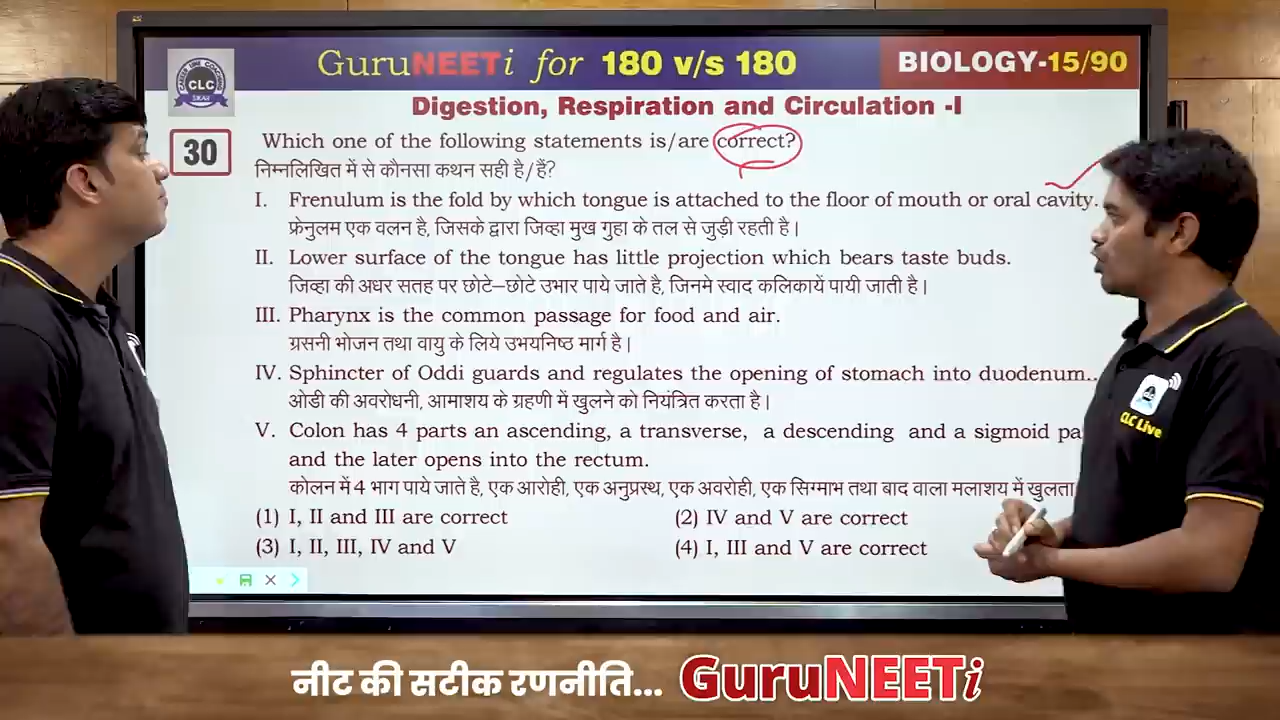 GuruNEETi for 180 v/s 180
BIOLOGY-15/90
CLC
Digestion, Respiration and Circulation -I
30
Which one of the following statements is/are correct?
निम्नलिखित में से कौनसा कथन सही है/हैं?
I. Frenulum is the fold by which tongue is attached to the floor of mouth or oral cavity.
फ्रेनुलम एक वलन है, जिसके द्वारा जिव्हा मुख गुहा के तल से जुड़ी रहती है।
II. Lower surface of the tongue has little projection which bears taste buds.
जिव्हा की अधर सतह पर छोटे–छोटे उभार पाये जाते है, जिनमे स्वाद कलिकायें पायी जाती है।
III. Pharynx is the common passage for food and air.
ग्रसनी भोजन तथा वायु के लिये उभयनिष्ठ मार्ग है।
IV. Sphincter of Oddi guards and regulates the opening of stomach into duodenum..
ओडी की अवरोधनी, आमाशय के ग्रहणी में खुलने को नियंत्रित करता है।
V. Colon has 4 parts an ascending, a transverse, a descending and a sigmoid pa
and the later opens into the rectum.
कोलन में 4 भाग पाये जाते है, एक आरोही, एक अनुप्रस्थ, एक अवरोही, एक सिग्माभ तथा बाद वाला मलाशय में खुलता
(1) I, II and III are correct
(2) IV and V are correct
(3) I, II, III, IV and V
(4) I, III and V are correct
CLC Live
नीट की सटीक रणनीति... GuruNEETi